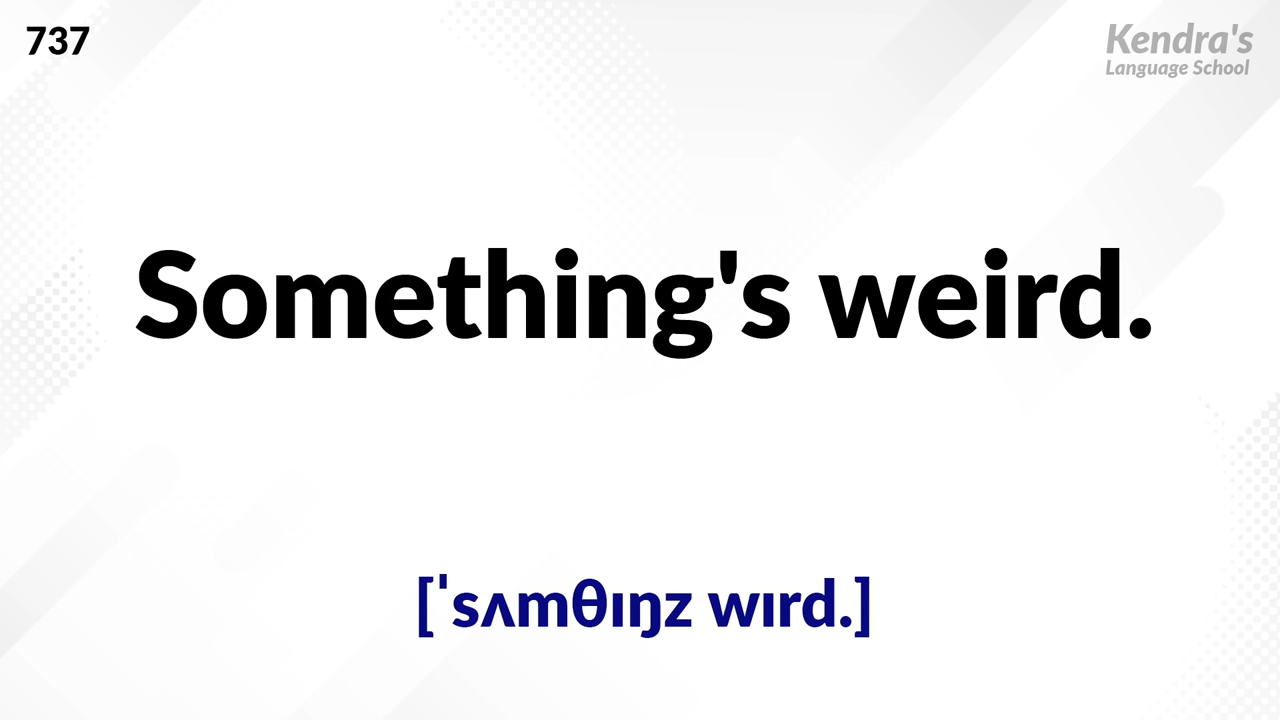 737
Kendra's
Language School
Something's weird.
[ˈsʌmθɪŋz wɪrd.]